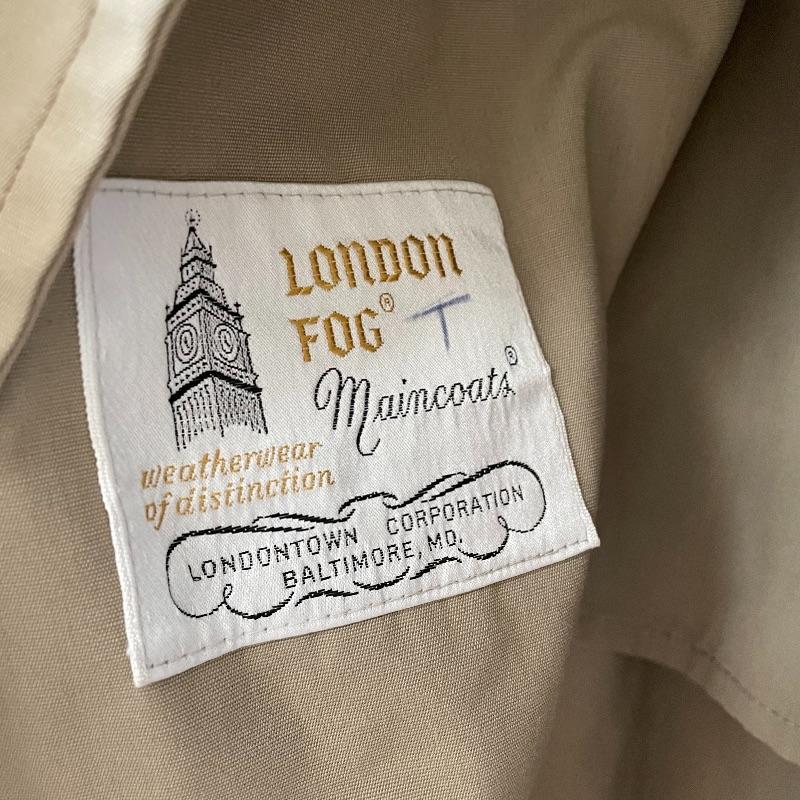 LONDON
FOG® T
Maincoats®
weatherwear
of distinction
LONDONTOWN CORPORATION
BALTIMORE, MD.